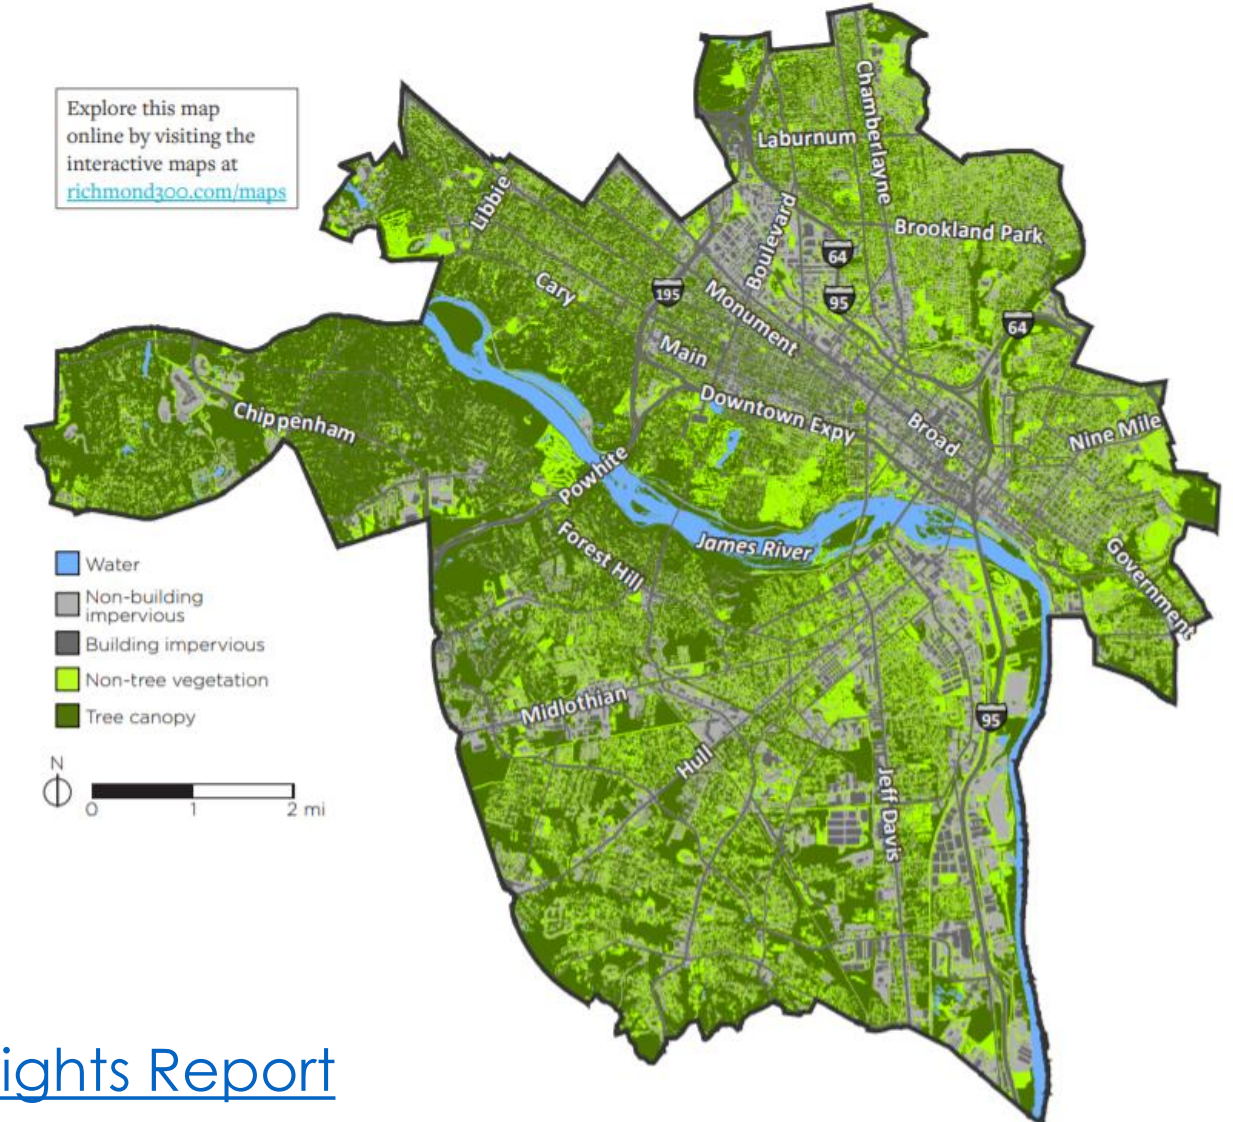 Explore this map
online by visiting the
interactive maps at
richmond300.com/maps
Chamberlayne
Laburnum
Libbie
Boulevard
Brookland Park
64
Cary
195
95
Monument
64
Main
Chippenham
Downtown Expy
Broad
Nine Mile
Powhite
James River
Forest Hill
Government
Water
Non-building
impervious
Building impervious
Non-tree vegetation
Tree canopy
Midlothian
95
Hull
Jeff Davis
N
0 1 2 mi
ights Report